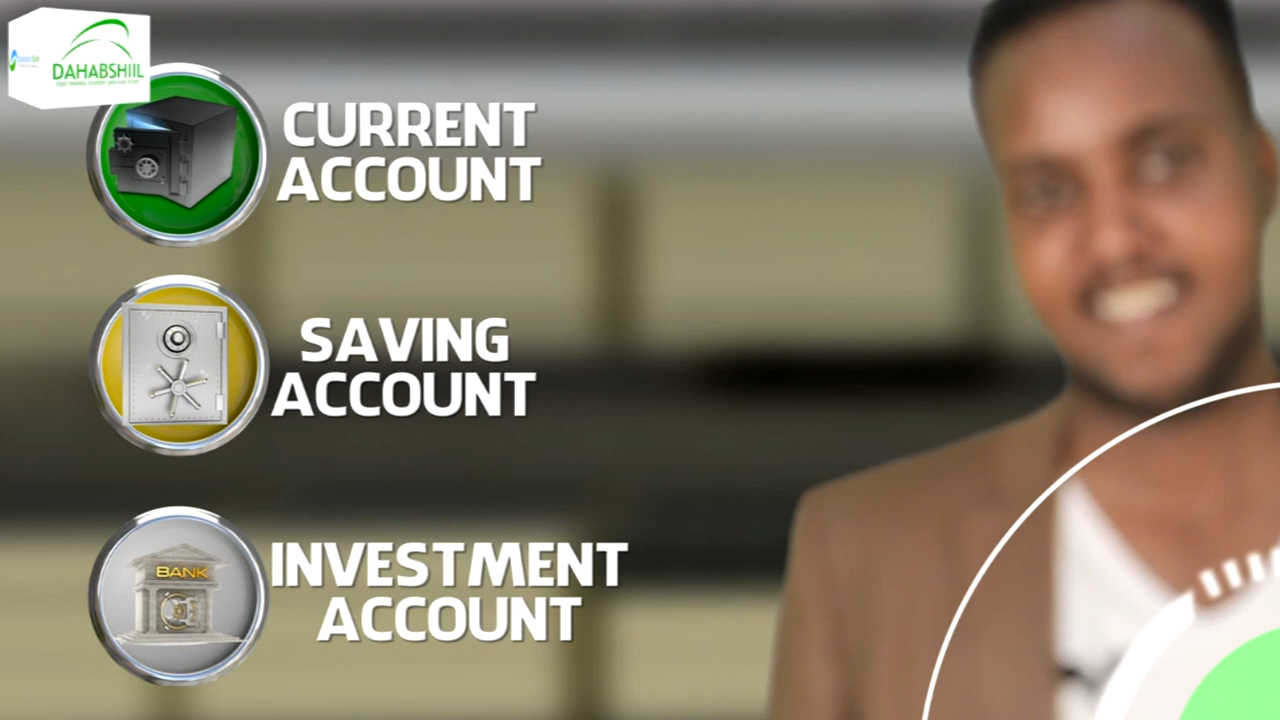 DAHABSHIIL
CURRENT
ACCOUNT
SAVING
ACCOUNT
BANK
INVESTMENT
ACCOUNT